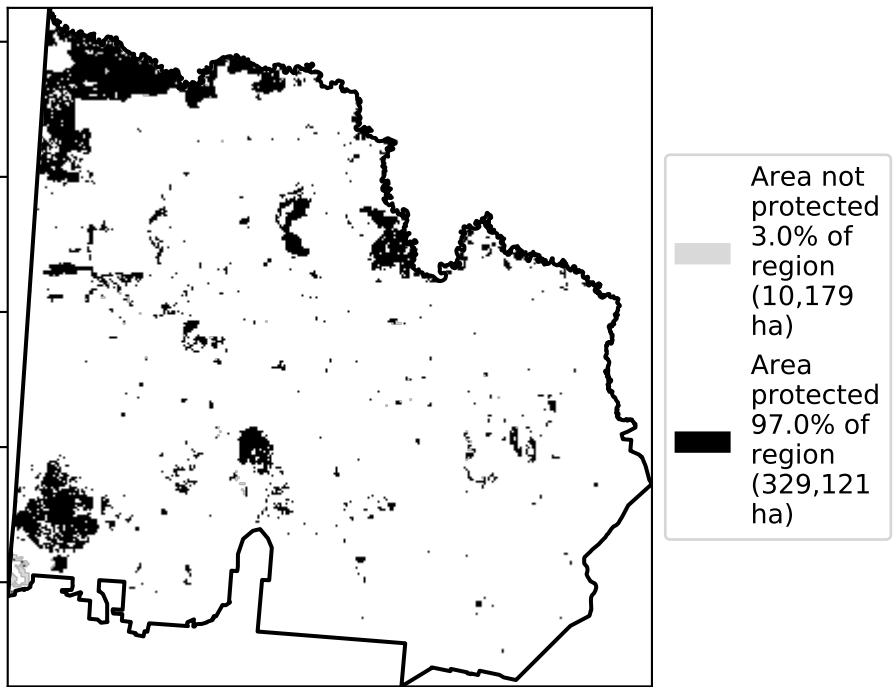 Area not
protected
3.0% of
region
(10,179
ha)
Area
protected
97.0% of
region
(329,121
ha)